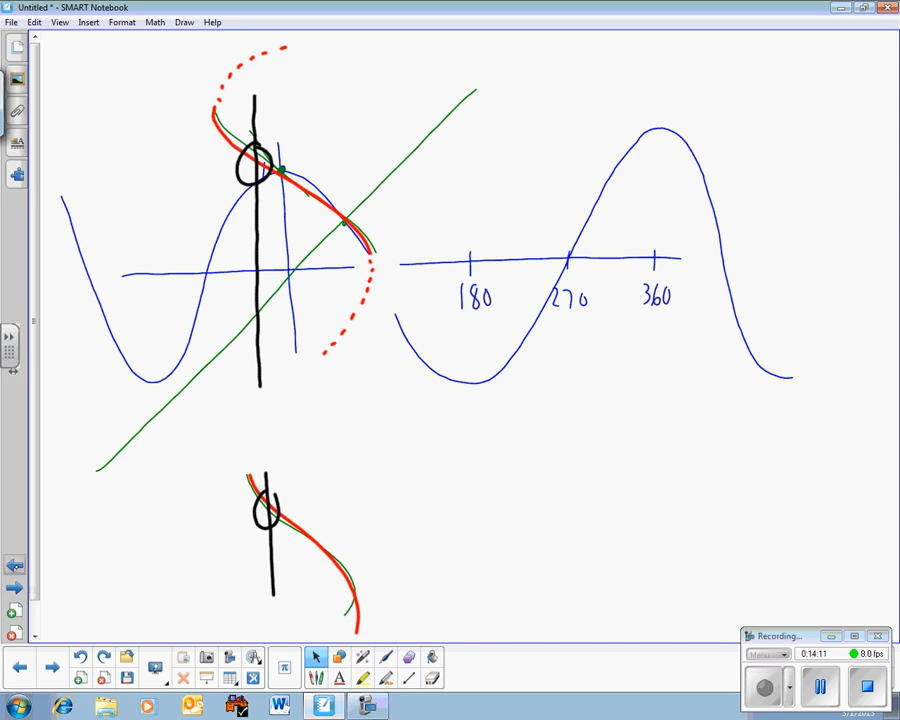 Untitled * - SMART Notebook
File Edit View Insert Format Math Draw Help
180 270 360
Recording...
Menu
0:14:11 8.0 fps